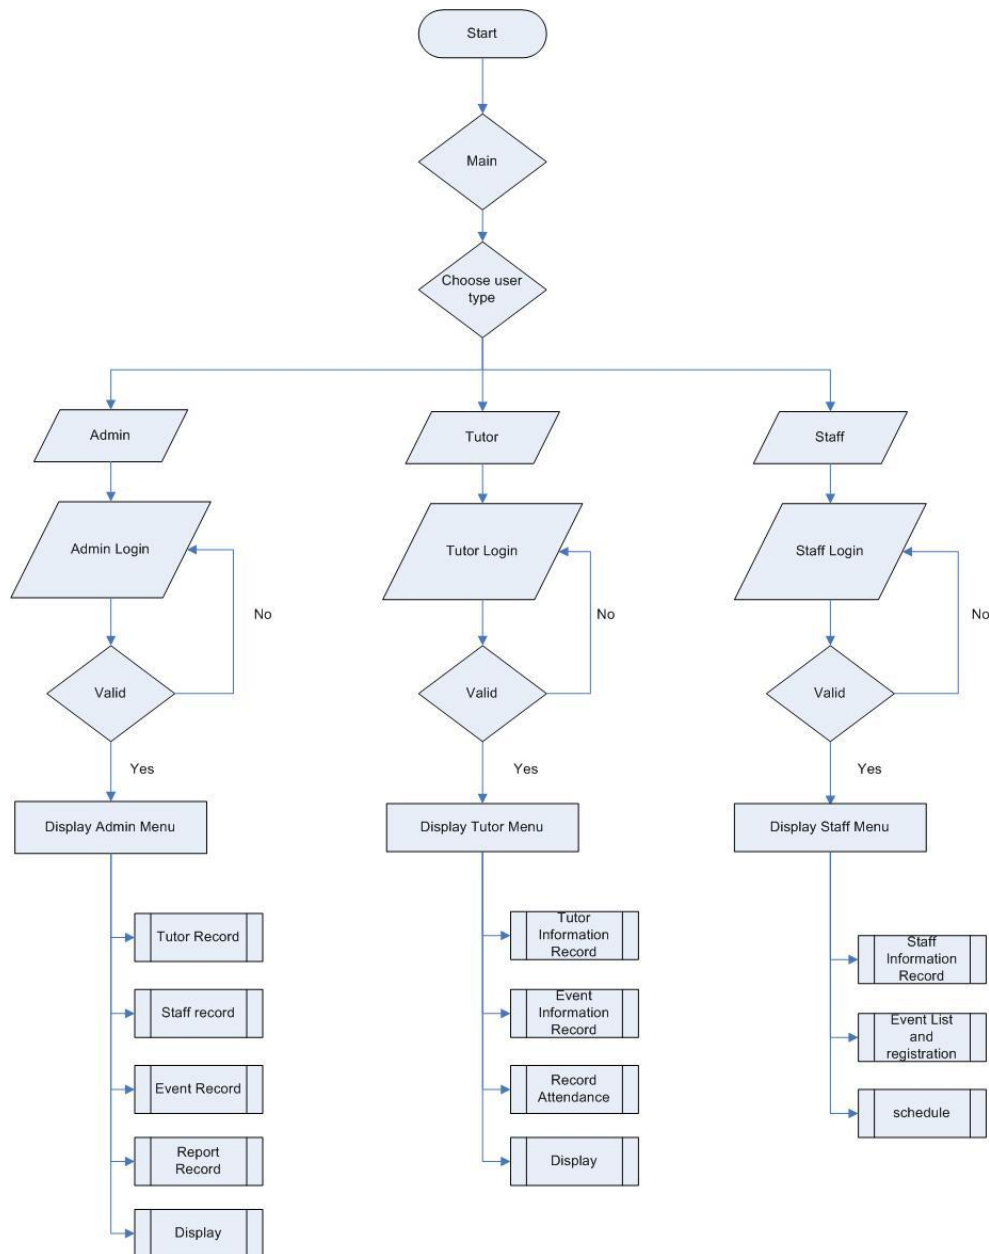 Start
Main
Choose user
type
Admin
Tutor
Staff
Admin Login
Tutor Login
Staff Login
No
No
No
Valid
Valid
Valid
Yes
Yes
Yes
Display Admin Menu
Display Tutor Menu
Display Staff Menu
Tutor Record
Staff record
Event Record
Report
Record
Display
Tutor
Information
Record
Event
Information
Record
Record
Attendance
Display
Staff
Information
Record
Event List
and
registration
schedule